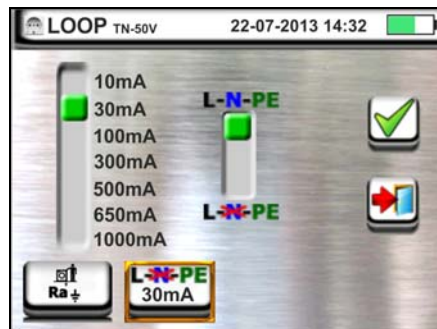 LOOP TN-50V 22-07-2013 14:32
10mA
30mA
100mA
300mA
500mA
650mA
1000mA
L-N-PE
L-N-PE
Ra
L-N-PE
30mA